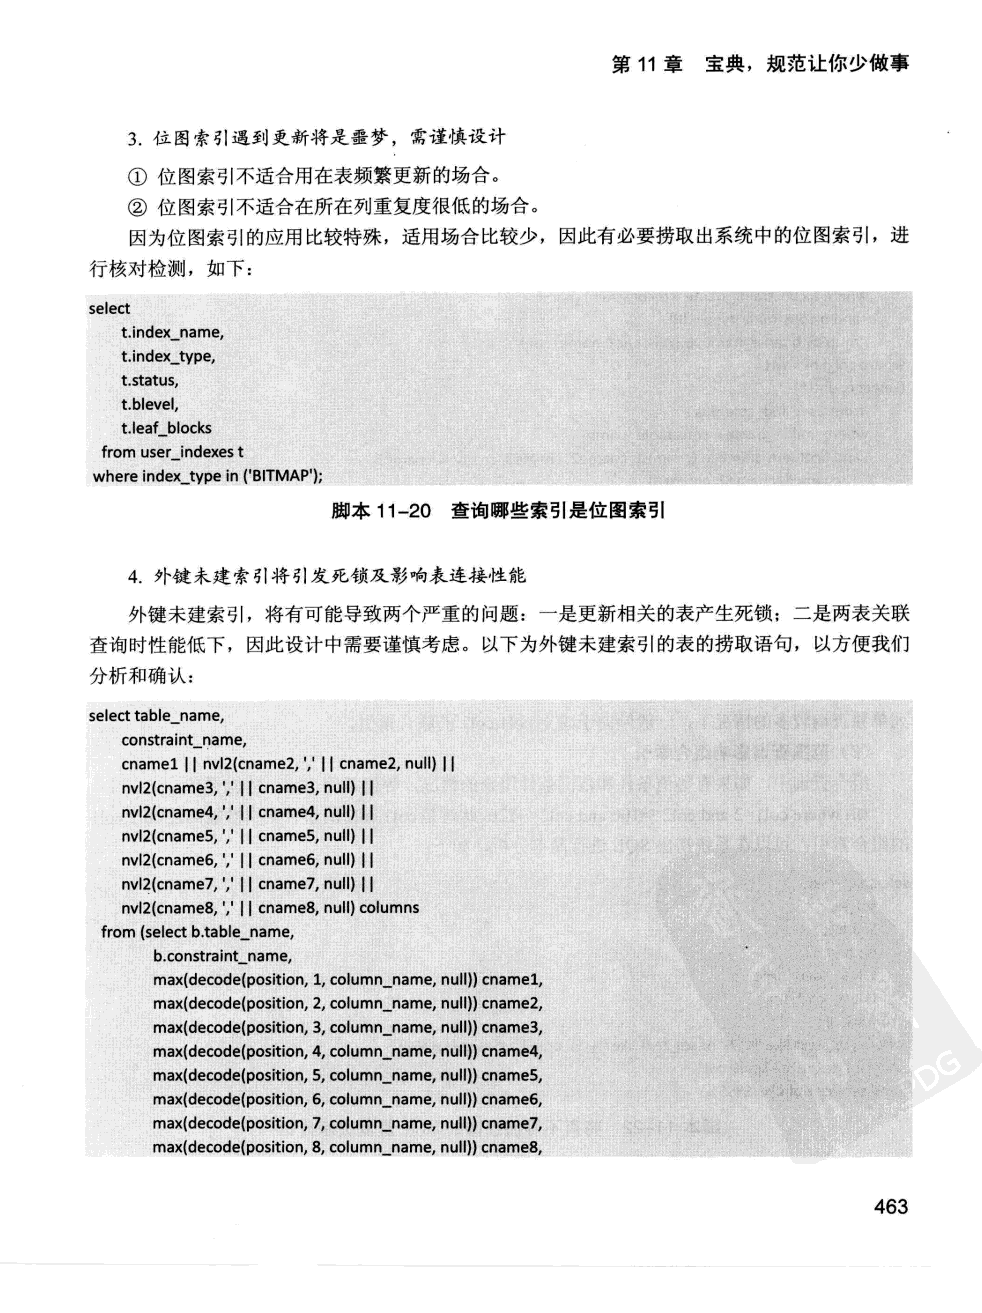 第 11 章 宝典，规范让你少做事
3. 位图索引遇到更新将是噩梦，需谨慎设计
① 位图索引不适合用在表频繁更新的场合。
② 位图索引不适合在所在列重复度很低的场合。
因为位图索引的应用比较特殊，适用场合比较少，因此有必要捞取出系统中的位图索引，进
行核对检测，如下：
select
t.index_name,
t.index_type,
t.status,
t.blevel,
t.leaf_blocks
from user_indexes t
where index_type in ('BITMAP');
脚本 11-20 查询哪些索引是位图索引
4. 外键未建索引将引发死锁及影响表连接性能
外键未建索引，将有可能导致两个严重的问题：一是更新相关的表产生死锁；二是两表关联
查询时性能低下，因此设计中需要谨慎考虑。以下为外键未建索引的表的捞取语句，以方便我们
分析和确认：
select table_name,
constraint_name,
cname1 || nvl2(cname2, ',' || cname2, null) ||
nvl2(cname3, ',' || cname3, null) ||
nvl2(cname4, ',' || cname4, null) ||
nvl2(cname5, ',' || cname5, null) ||
nvl2(cname6, ',' || cname6, null) ||
nvl2(cname7, ',' || cname7, null) ||
nvl2(cname8, ',' || cname8, null) columns
from (select b.table_name,
b.constraint_name,
max(decode(position, 1, column_name, null)) cname1,
max(decode(position, 2, column_name, null)) cname2,
max(decode(position, 3, column_name, null)) cname3,
max(decode(position, 4, column_name, null)) cname4,
max(decode(position, 5, column_name, null)) cname5,
max(decode(position, 6, column_name, null)) cname6,
max(decode(position, 7, column_name, null)) cname7,
max(decode(position, 8, column_name, null)) cname8,
463